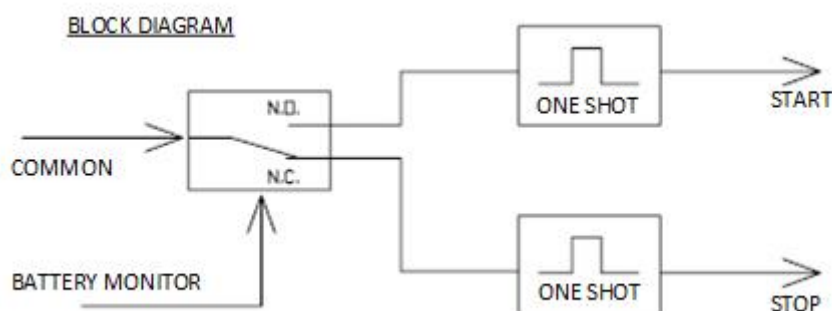 BLOCK DIAGRAM
N.O.
ONE SHOT
START
COMMON
N.C.
BATTERY MONITOR
ONE SHOT
STOP